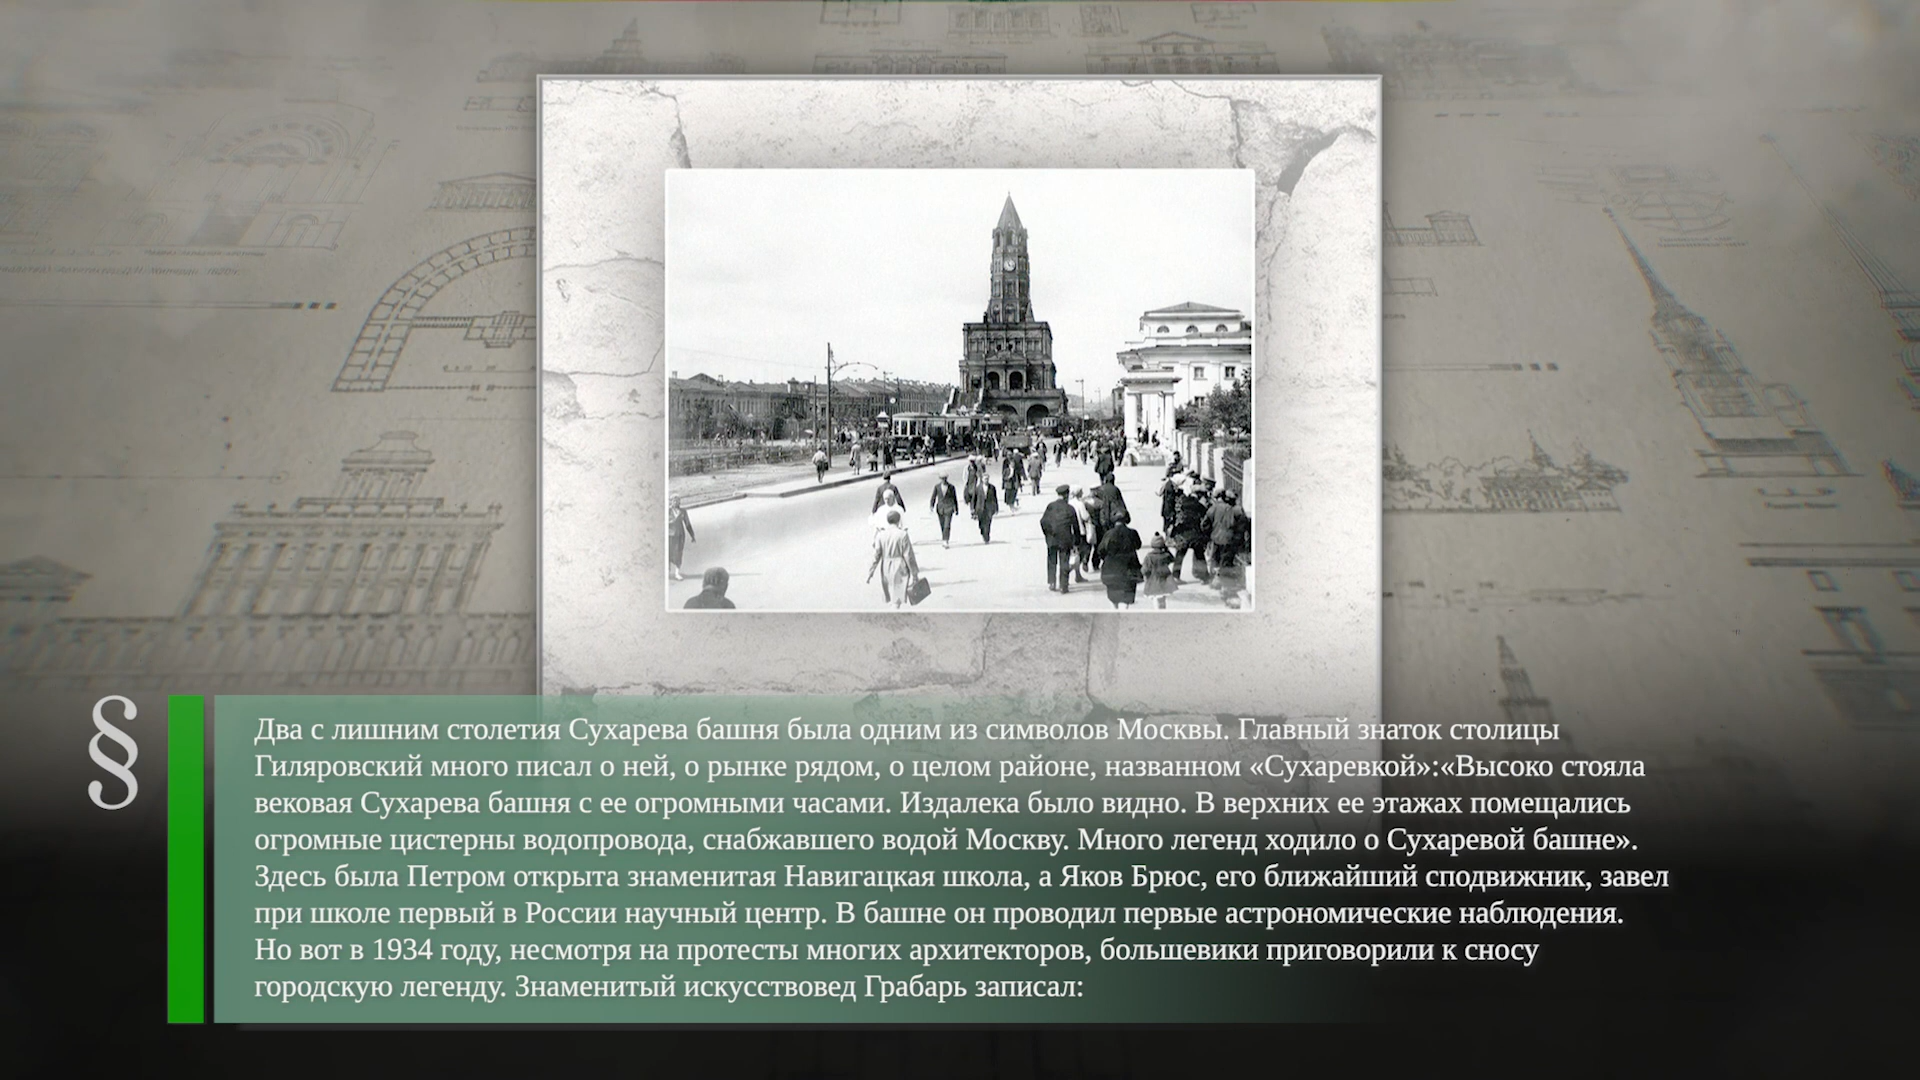 §
Два с лишним столетия Сухарева башня была одним из символов Москвы. Главный знаток столицы
Гиляровский много писал о ней, о рынке рядом, о целом районе, названном «Сухаревкой»:«Высоко стояла
вековая Сухарева башня с ее огромными часами. Издалека было видно. В верхних ее этажах помещались
огромные цистерны водопровода, снабжавшего водой Москву. Много легенд ходило о Сухаревой башне».
Здесь была Петром открыта знаменитая Навигацкая школа, а Яков Брюс, его ближайший сподвижник, завел
при школе первый в России научный центр. В башне он проводил первые астрономические наблюдения.
Но вот в 1934 году, несмотря на протесты многих архитекторов, большевики приговорили к сносу
городскую легенду. Знаменитый искусствовед Грабарь записал: